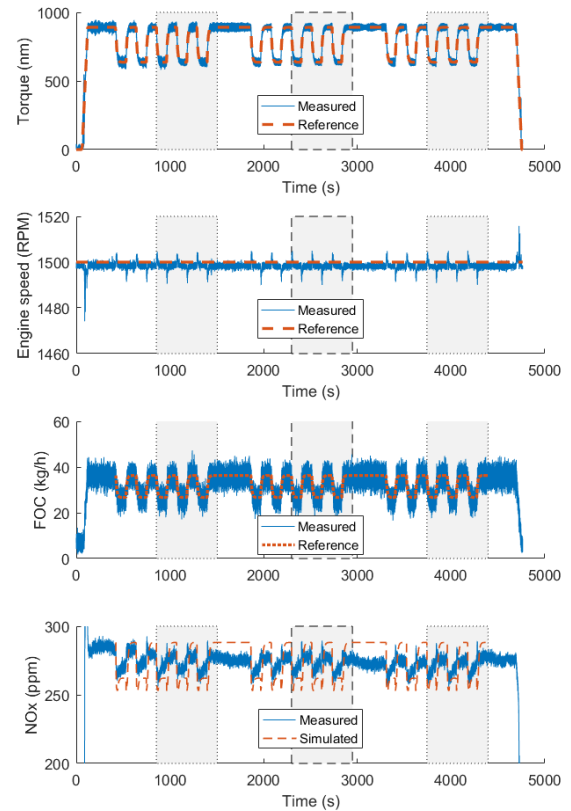 1000
500
0
Torque (nm)
Measured
Reference
0
1000
2000
3000
4000
5000
Time (s)
1520
1500
1480
1460
Engine speed (RPM)
Measured
Reference
0
1000
2000
3000
4000
5000
Time (s)
60
40
20
0
FOC (kg/h)
Measured
Reference
0
1000
2000
3000
4000
5000
Time (s)
300
250
200
NOx (ppm)
Measured
Simulated
0
1000
2000
3000
4000
5000
Time (s)